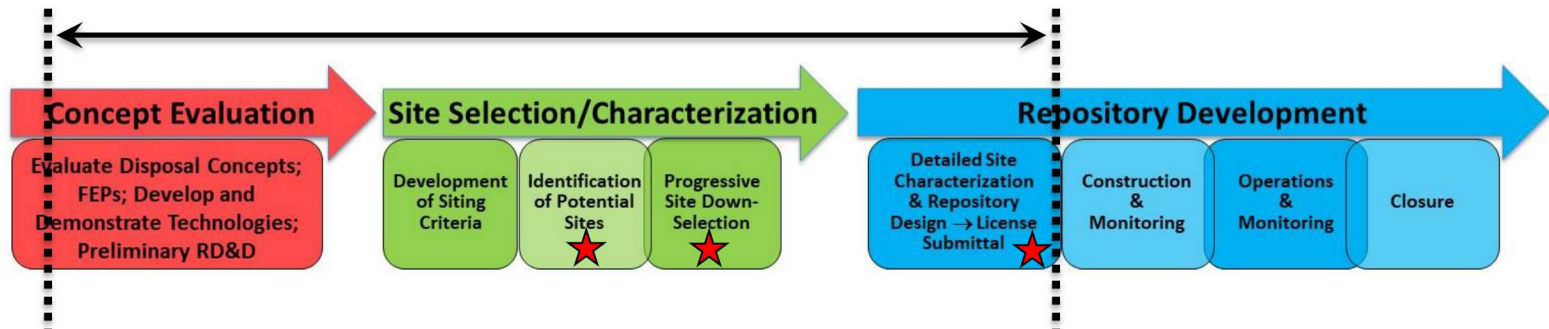 Concept Evaluation
Evaluate Disposal Concepts;
FEPs; Develop and
Demonstrate Technologies;
Preliminary RD&D
Site Selection/Characterization
Development
of Siting
Criteria
Identification
of Potential
Sites
Progressive
Site Down-
Selection
Repository Development
Detailed Site
Characterization
& Repository
Design → License
Submittal
Construction
&
Monitoring
Operations
&
Monitoring
Closure